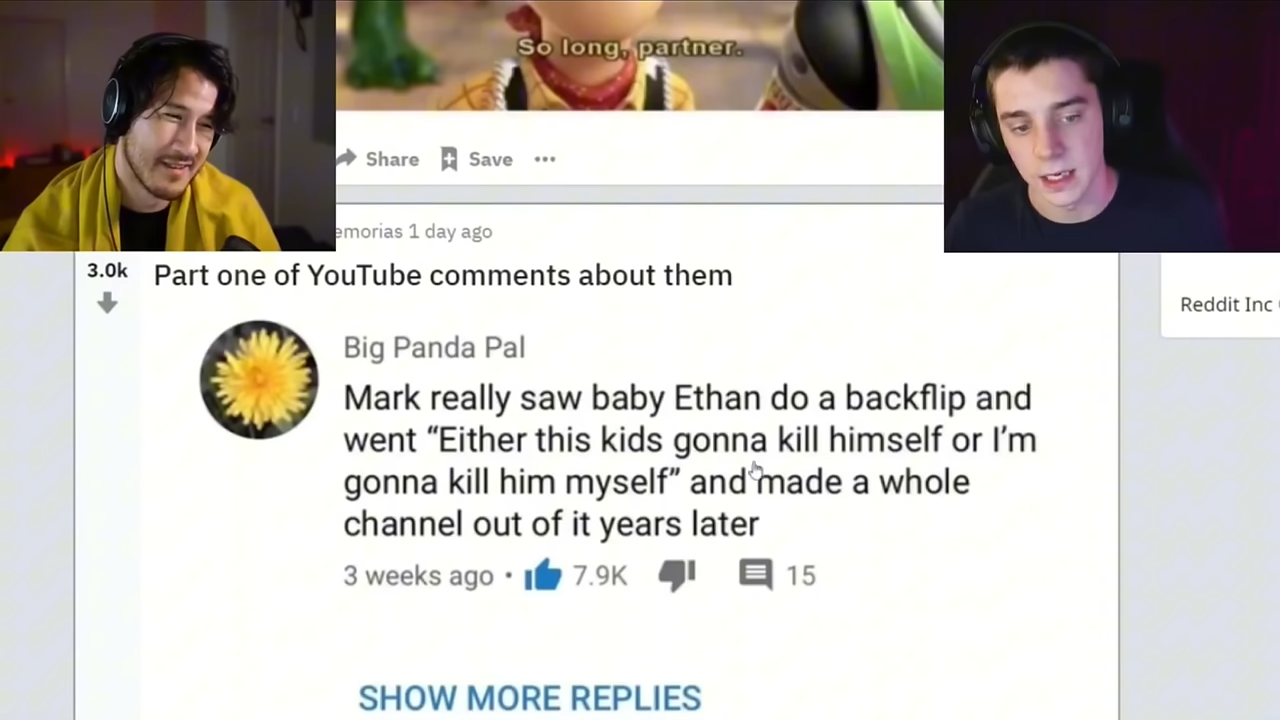 So long, partner.
Share Save
emorias 1 day ago
3.0k
Part one of YouTube comments about them
Reddit Inc
Big Panda Pal
Mark really saw baby Ethan do a backflip and
went “Either this kids gonna kill himself or I’m
gonna kill him myself” and made a whole
channel out of it years later
3 weeks ago • 7.9K 15
SHOW MORE REPLIES